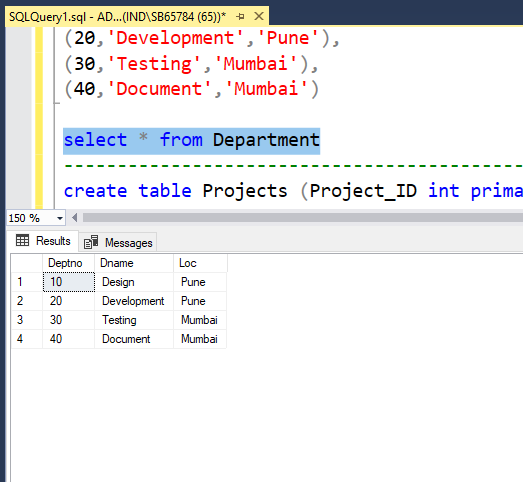 SQLQuery1.sql - AD...(IND\SB65784 (65))*
(20,'Development','Pune'),
(30,'Testing','Mumbai'),
(40,'Document','Mumbai')
select * from Department
--------------------------------------------
create table Projects (Project_ID int prima
150 %
Results Messages
Deptno Dname Loc
1 10 Design Pune
2 20 Development Pune
3 30 Testing Mumbai
4 40 Document Mumbai